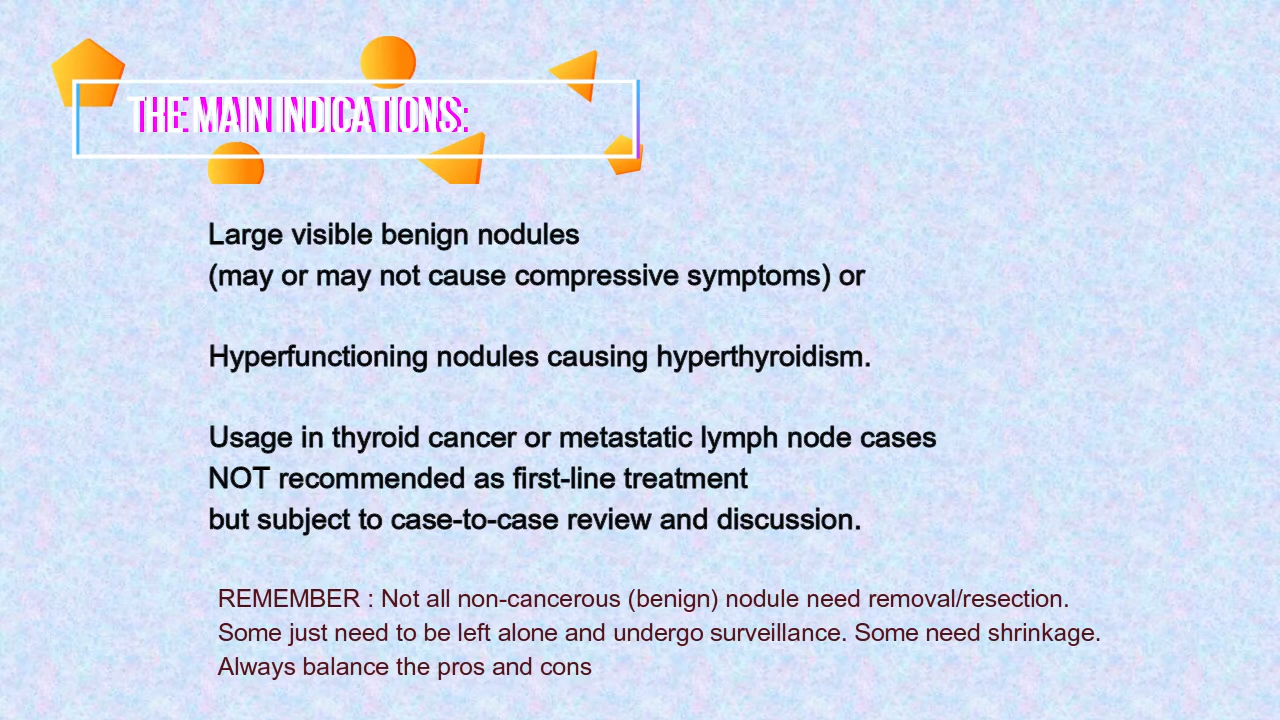 THE MAIN INDICATIONS:
Large visible benign nodules
(may or may not cause compressive symptoms) or
Hyperfunctioning nodules causing hyperthyroidism.
Usage in thyroid cancer or metastatic lymph node cases
NOT recommended as first-line treatment
but subject to case-to-case review and discussion.
REMEMBER : Not all non-cancerous (benign) nodule need removal/resection.
Some just need to be left alone and undergo surveillance. Some need shrinkage.
Always balance the pros and cons